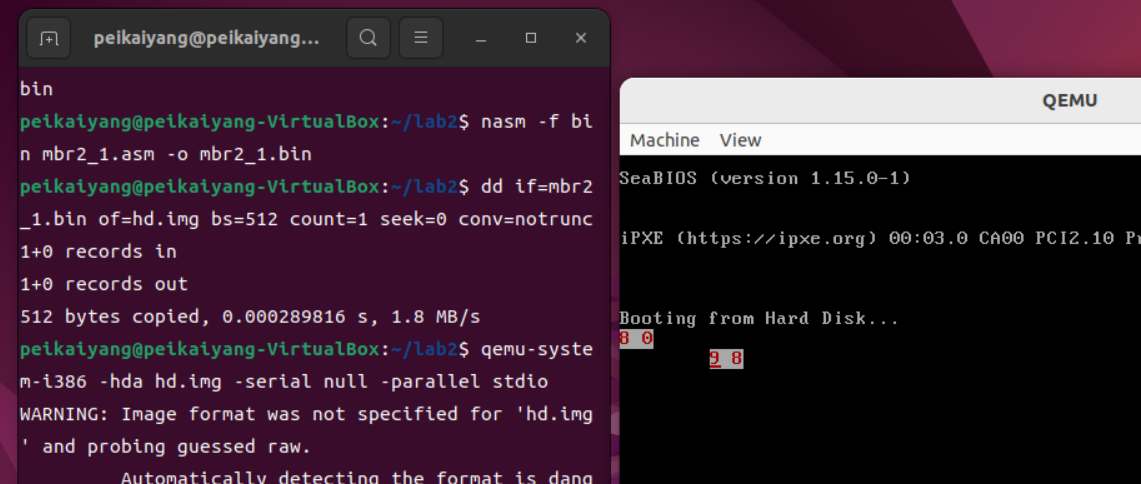 peikaiyang@peikaiyang...
bin
peikaiyang@peikaiyang-VirtualBox:~/lab2$ nasm -f bi
n mbr2_1.asm -o mbr2_1.bin
peikaiyang@peikaiyang-VirtualBox:~/lab2$ dd if=mbr2
_1.bin of=hd.img bs=512 count=1 seek=0 conv=notrunc
1+0 records in
1+0 records out
512 bytes copied, 0.000289816 s, 1.8 MB/s
peikaiyang@peikaiyang-VirtualBox:~/lab2$ qemu-syste
m-i386 -hda hd.img -serial null -parallel stdio
WARNING: Image format was not specified for 'hd.img
' and probing guessed raw.
Automatically detecting the format is dang
QEMU
Machine View
SeaBIOS (version 1.15.0-1)
iPXE (https://ipxe.org) 00:03.0 CA00 PCI2.10 Pr
Booting from Hard Disk...
8 0
9 8